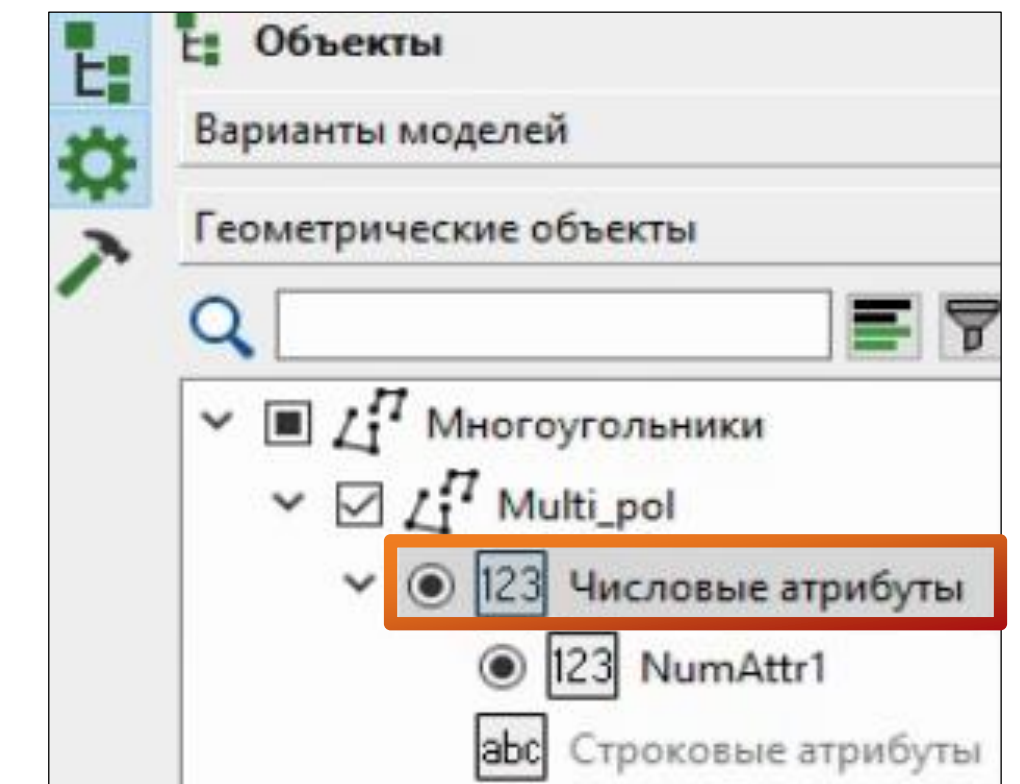 Объекты
Варианты моделей
Геометрические объекты
Многоугольники
Multi_pol
123 Числовые атрибуты
123 NumAttr1
abc Строковые атрибуты